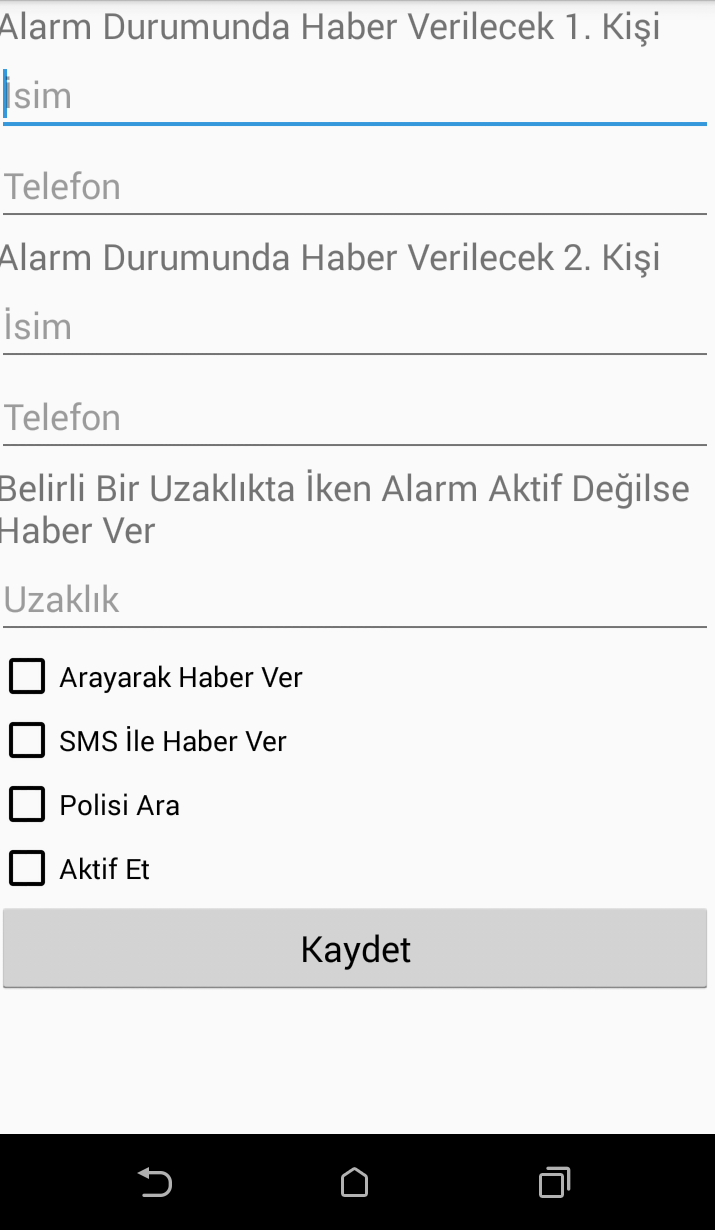 Alarm Durumunda Haber Verilecek 1. Kişi
İsim
Telefon
Alarm Durumunda Haber Verilecek 2. Kişi
İsim
Telefon
Belirli Bir Uzaklıkta İken Alarm Aktif Değilse
Haber Ver
Uzaklık
Arayarak Haber Ver
SMS İle Haber Ver
Polisi Ara
Aktif Et
Kaydet